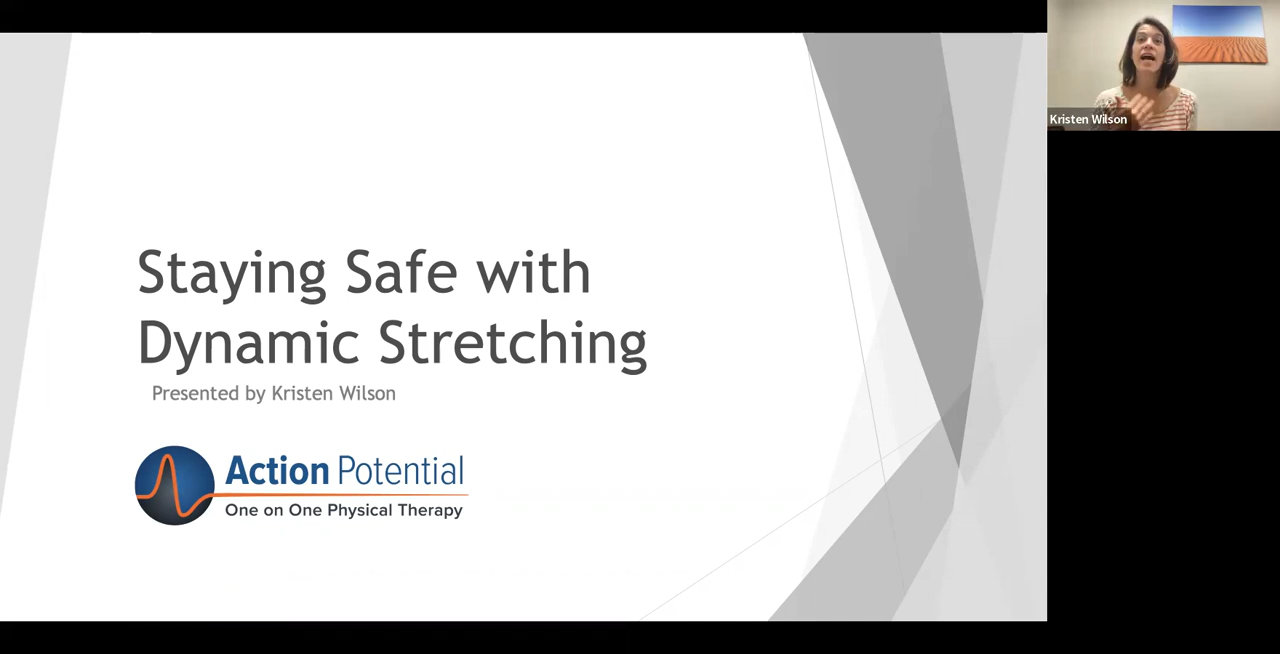 Staying Safe with
Dynamic Stretching
Presented by Kristen Wilson
Action Potential
One on One Physical Therapy
Kristen Wilson